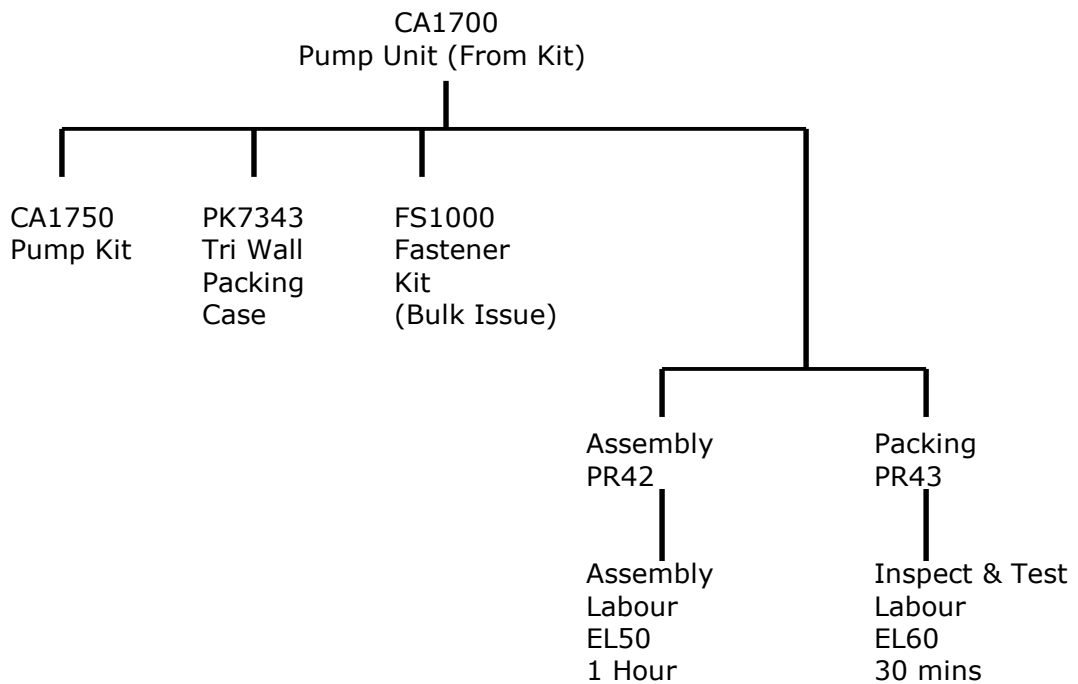 CA1700
Pump Unit (From Kit)
CA1750
Pump Kit
PK7343
Tri Wall
Packing
Case
FS1000
Fastener
Kit
(Bulk Issue)
Assembly
PR42
Packing
PR43
Assembly
Labour
EL50
1 Hour
Inspect & Test
Labour
EL60
30 mins